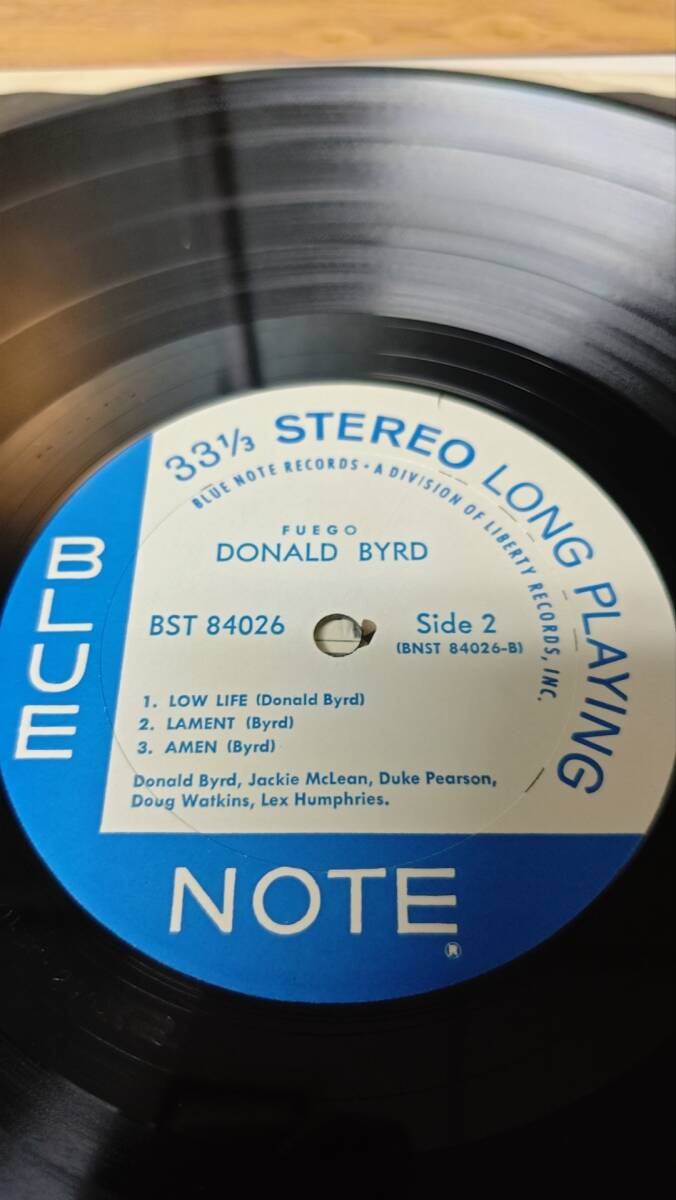 33⅓ STEREO LONG PLAYING
BLUE NOTE RECORDS • A DIVISION OF LIBERTY RECORDS, INC.
FUEGO
DONALD BYRD
BST 84026
Side 2
(BNST 84026-B)
1. LOW LIFE (Donald Byrd)
2. LAMENT (Byrd)
3. AMEN (Byrd)
Donald Byrd, Jackie McLean, Duke Pearson,
Doug Watkins, Lex Humphries.
BLUE
NOTE
®